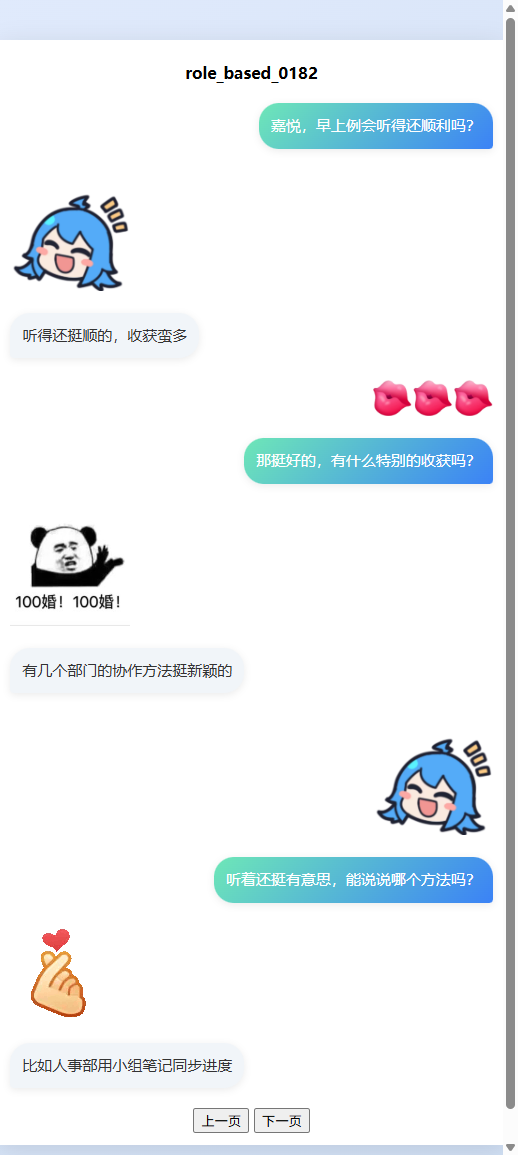 role_based_0182
嘉悦，早上例会听得还顺利吗？
听得还挺顺的，收获蛮多
那挺好的，有什么特别的收获吗？
100婚！100婚！
有几个部门的协作方法挺新颖的
听着还挺有意思，能说说哪个方法吗？
比如人事部用小组笔记同步进度
上一页 下一页